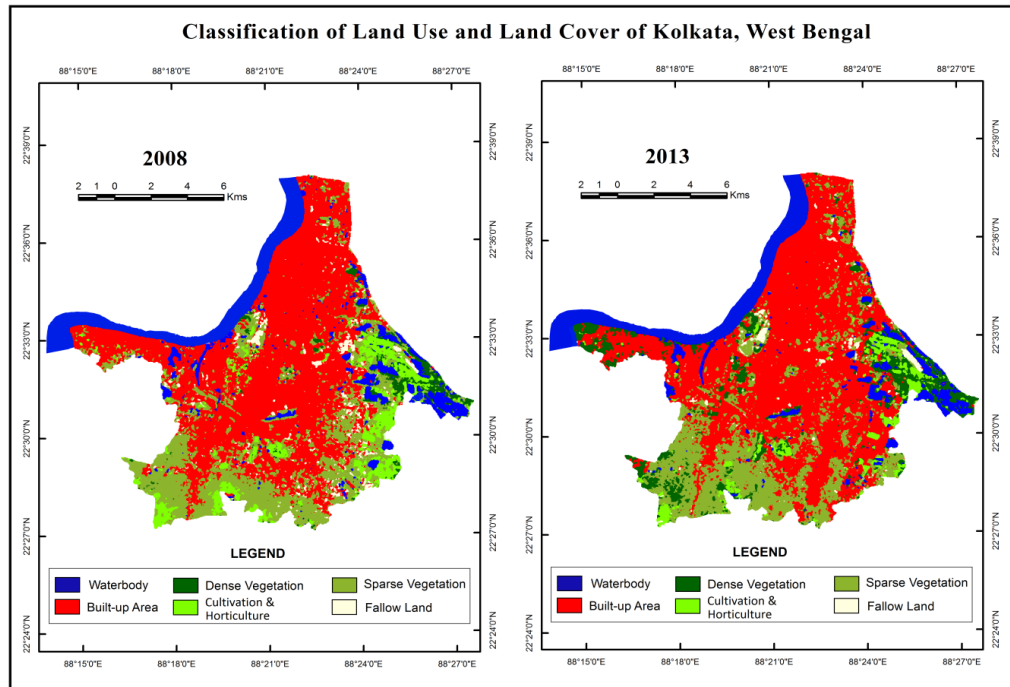 Classification of Land Use and Land Cover of Kolkata, West Bengal
88°15'0"E 88°18'0"E 88°21'0"E 88°24'0"E 88°27'0"E
22°39'0"N
22°36'0"N
22°33'0"N
22°30'0"N
22°27'0"N
22°24'0"N
2008
2 1 0 2 4 6
Kms
22°39'0"N
22°36'0"N
22°33'0"N
22°30'0"N
22°27'0"N
22°24'0"N
LEGEND
Waterbody Dense Vegetation Sparse Vegetation
Built-up Area Cultivation &
Horticulture Fallow Land
88°15'0"E 88°18'0"E 88°21'0"E 88°24'0"E 88°27'0"E
88°15'0"E 88°18'0"E 88°21'0"E 88°24'0"E 88°27'0"E
22°39'0"N
22°36'0"N
22°33'0"N
22°30'0"N
22°27'0"N
22°24'0"N
2013
2 1 0 2 4 6
Kms
22°39'0"N
22°36'0"N
22°33'0"N
22°30'0"N
22°27'0"N
22°24'0"N
LEGEND
Waterbody Dense Vegetation Sparse Vegetation
Built-up Area Cultivation &
Horticulture Fallow Land
88°15'0"E 88°18'0"E 88°21'0"E 88°24'0"E 88°27'0"E